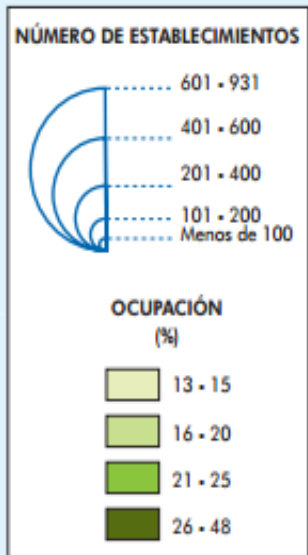 NÚMERO DE ESTABLECIMIENTOS
601 - 931
401 - 600
201 - 400
101 - 200
Menos de 100
OCUPACIÓN
(%)
13 - 15
16 - 20
21 - 25
26 - 48